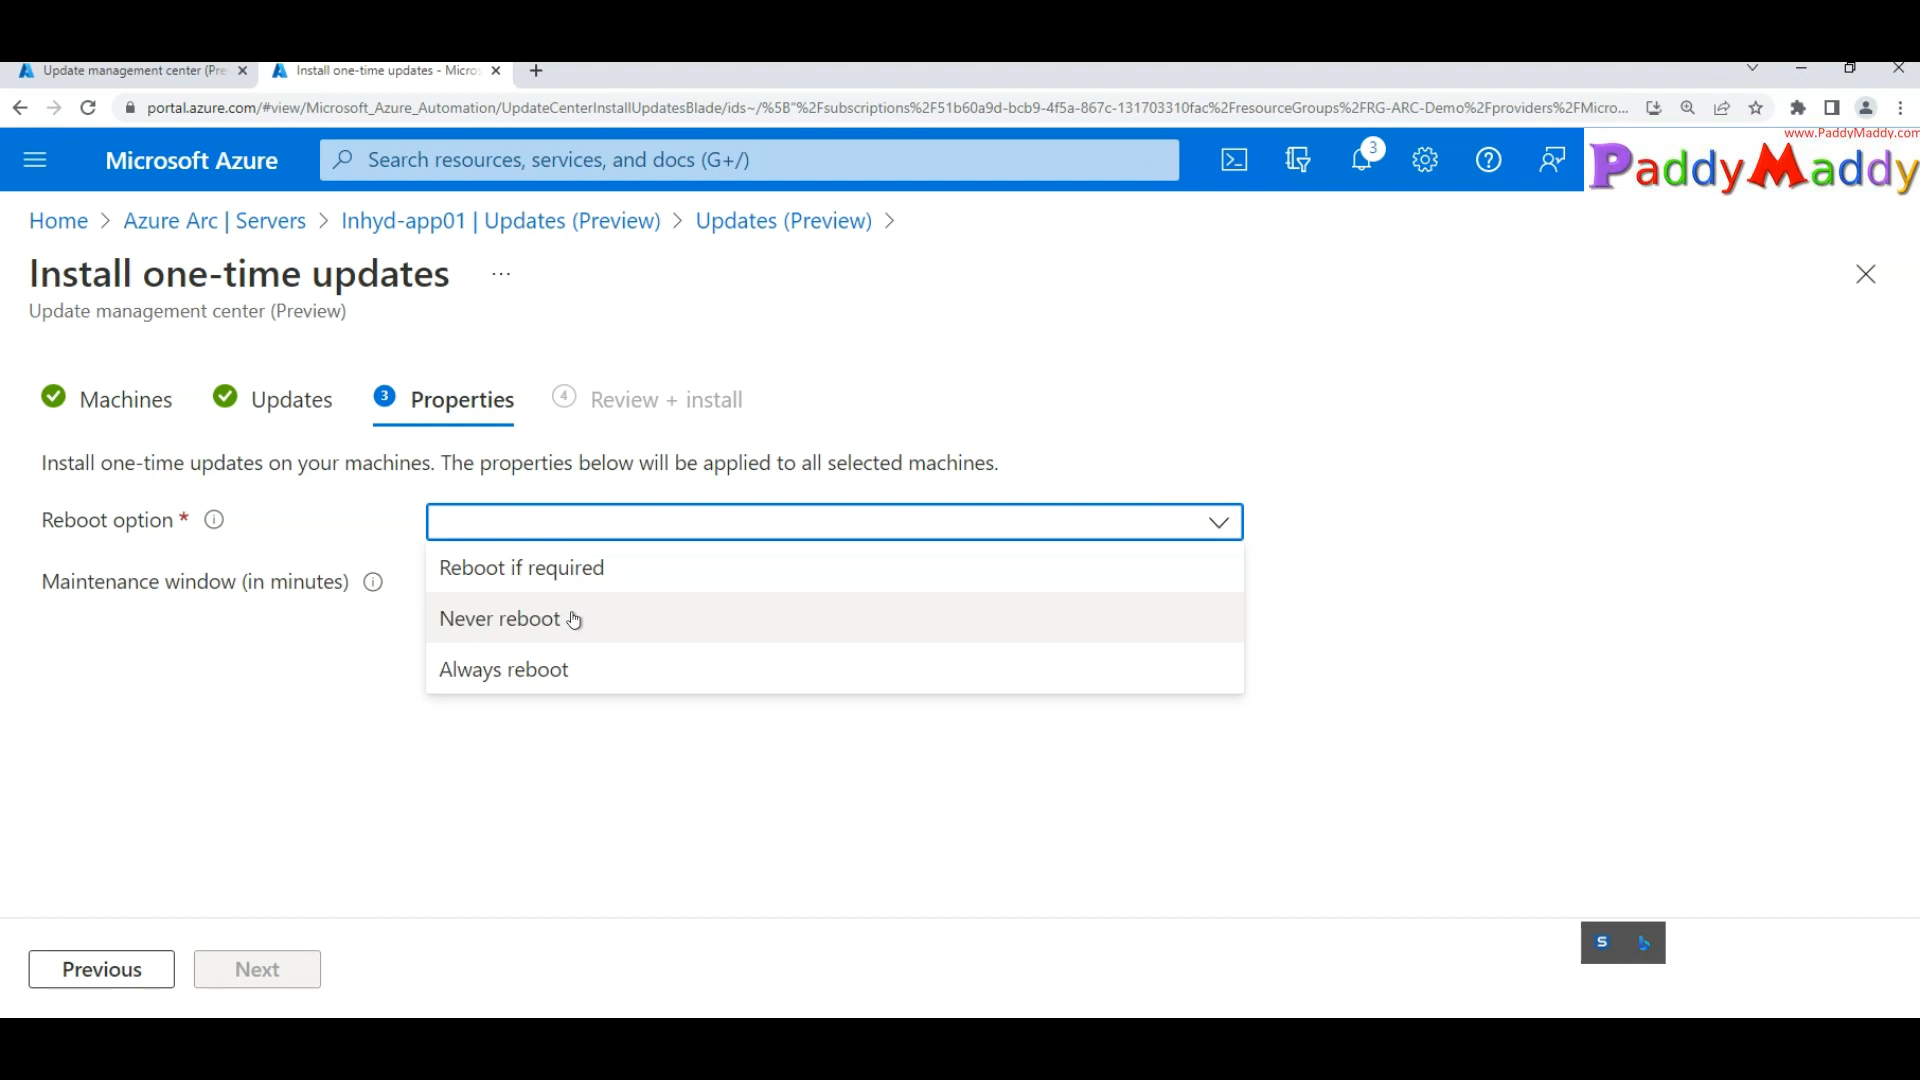 Update management center (Pre
Install one-time updates - Micros
portal.azure.com/#view/Microsoft_Azure_Automation/UpdateCenterInstallUpdatesBlade/ids~/%5B"%2Fsubscriptions%2F51b60a9d-bcb9-4f5a-867c-131703310fac%2FresourceGroups%2FRG-ARC-Demo%2Fproviders%2FMicro...
www.PaddyMaddy.com
Microsoft Azure
Search resources, services, and docs (G+/)
3
PaddyMaddy
Home > Azure Arc | Servers > Inhyd-app01 | Updates (Preview) > Updates (Preview) >
Install one-time updates ...
Update management center (Preview)
Machines Updates 3 Properties 4 Review + install
Install one-time updates on your machines. The properties below will be applied to all selected machines.
Reboot option *
Reboot if required
Maintenance window (in minutes)
Never reboot
Always reboot
S
Previous Next